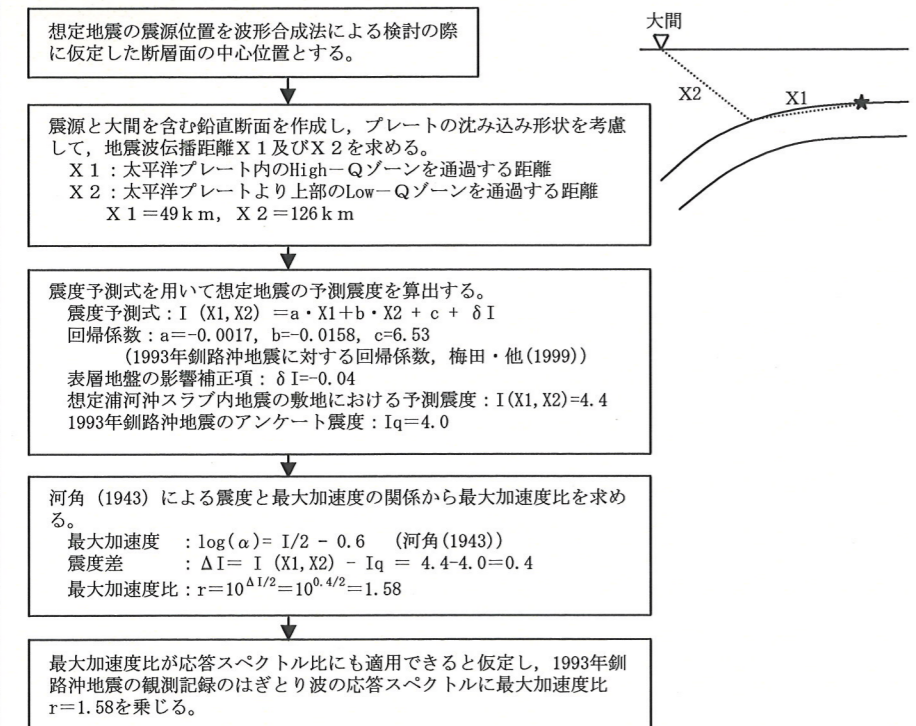 想定地震の震源位置を波形合成法による検討の際
に仮定した断層面の中心位置とする。
大間
X2
X1
震源と大間を含む鉛直断面を作成し，プレートの沈み込み形状を考慮
して，地震波伝播距離X1及びX2を求める。
X1：太平洋プレート内のHigh－Qゾーンを通過する距離
X2：太平洋プレートより上部のLow－Qゾーンを通過する距離
X1＝49km，X2＝126km
震度予測式を用いて想定地震の予測震度を算出する。
震度予測式：I (X1,X2) ＝a・X1＋b・X2 + c + δI
回帰係数：a＝-0.0017, b=-0.0158, c=6.53
(1993年釧路沖地震に対する回帰係数，梅田・他(1999))
表層地盤の影響補正項：δI=-0.04
想定浦河沖スラブ内地震の敷地における予測震度：I(X1,X2)=4.4
1993年釧路沖地震のアンケート震度：Iq＝4.0
河角（1943）による震度と最大加速度の関係から最大加速度比を求め
る。
最大加速度　：log(α)= I/2 - 0.6　(河角(1943))
震度差　　　：ΔI= I (X1,X2) - Iq = 4.4-4.0＝0.4
最大加速度比：r＝10^{ΔI/2}＝10^{0.4/2}＝1.58
最大加速度比が応答スペクトル比にも適用できると仮定し，1993年釧
路沖地震の観測記録のはぎとり波の応答スペクトルに最大加速度比
r＝1.58を乗じる。